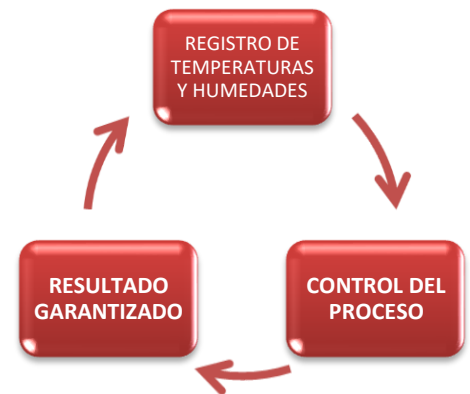 REGISTRO DE
TEMPERATURAS
Y HUMEDADES
CONTROL DEL
PROCESO
RESULTADO
GARANTIZADO